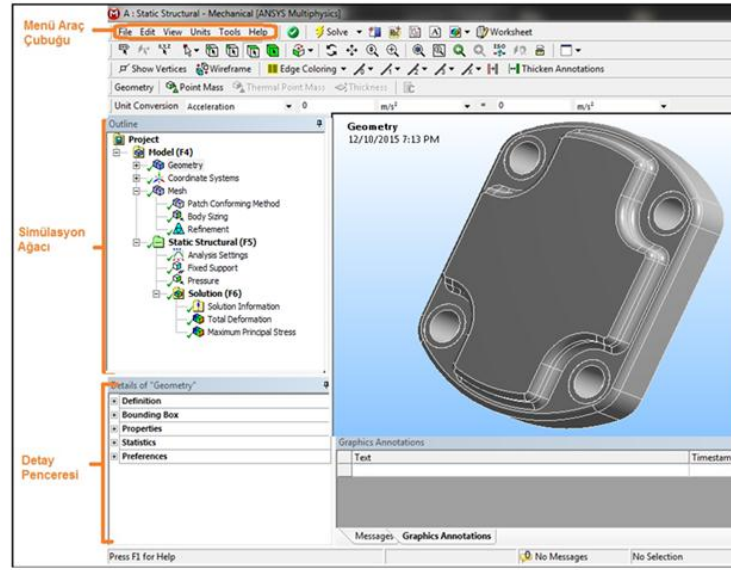 A : Static Structural - Mechanical [ANSYS Multiphysics]
Menü Araç
Çubuğu
File Edit View Units Tools Help Solve Worksheet
Show Vertices Wireframe Edge Coloring Thicken Annotations
Geometry Point Mass Thermal Point Mass Thickness
Unit Conversion Acceleration 0 m/s² = 0 m/s²
Outline
Project
Model (F4)
Geometry
Coordinate Systems
Mesh
Patch Conforming Method
Body Sizing
Refinement
Static Structural (F5)
Analysis Settings
Fixed Support
Pressure
Solution (F6)
Solution Information
Total Deformation
Maximum Principal Stress
Simülasyon
Ağacı
Geometry
12/10/2015 7:13 PM
Details of "Geometry"
Definition
Bounding Box
Properties
Statistics
Preferences
Detay
Penceresi
Graphics Annotations
Text Timestam
Messages Graphics Annotations
Press F1 for Help No Messages No Selection